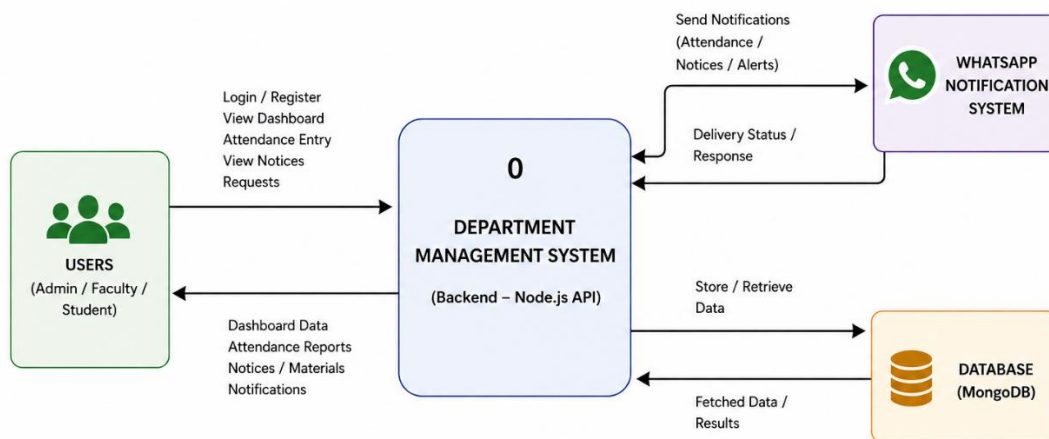 Send Notifications
(Attendance /
Notices / Alerts)
WHATSAPP
NOTIFICATION
SYSTEM
Login / Register
View Dashboard
Attendance Entry
View Notices
Requests
Delivery Status /
Response
0
DEPARTMENT
MANAGEMENT SYSTEM
(Backend – Node.js API)
USERS
(Admin / Faculty /
Student)
Dashboard Data
Attendance Reports
Notices / Materials
Notifications
Store / Retrieve
Data
DATABASE
(MongoDB)
Fetched Data /
Results